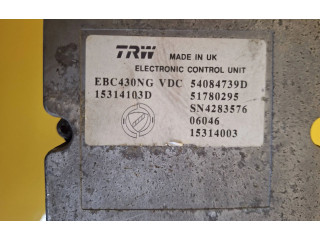 TRW MADE IN UK
ELECTRONIC CONTROL UNIT
EBC430NG VDC 54084739D
15314103D 51780295
SN4283576
06046
15314003